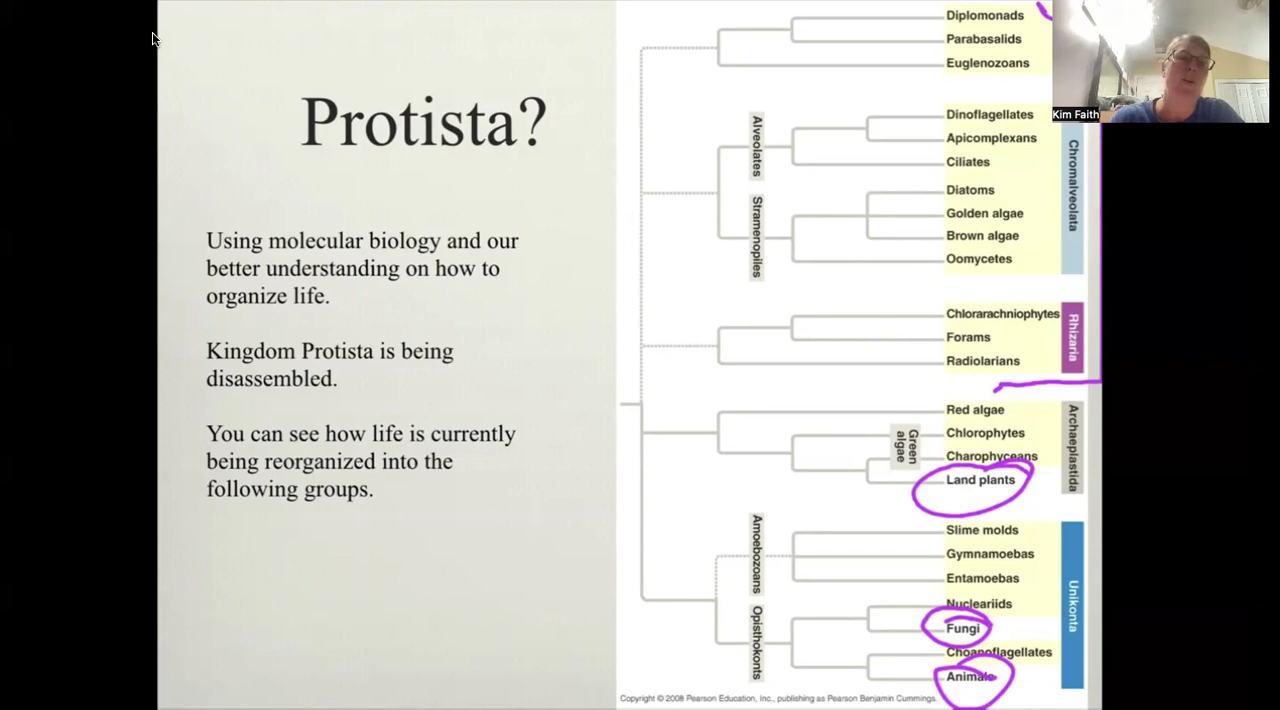 Protista?
Using molecular biology and our
better understanding on how to
organize life.
Kingdom Protista is being
disassembled.
You can see how life is currently
being reorganized into the
following groups.
Diplomonads
Parabasalids
Euglenozoans
Alveolates
Dinoflagellates
Apicomplexans
Ciliates
Stramenopiles
Diatoms
Golden algae
Brown algae
Oomycetes
Chromalveolata
Chlorarachniophytes
Forams
Radiolarians
Rhizaria
Red algae
Green
algae
Chlorophytes
Charophyceans
Land plants
Archaeplastida
Amoebozoans
Slime molds
Gymnamoebas
Entamoebas
Opisthokonts
Nucleariids
Fungi
Choanoflagellates
Animals
Unikonta
Copyright © 2008 Pearson Education, Inc., publishing as Pearson Benjamin Cummings.
Kim Faith